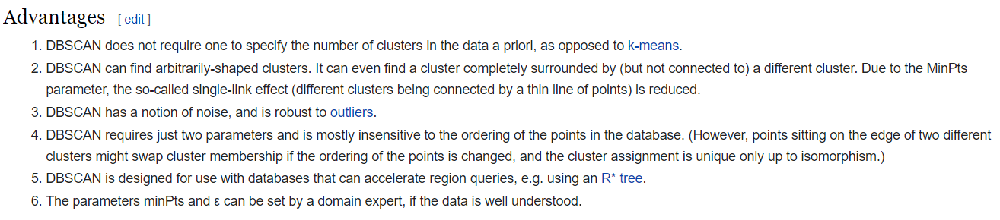 Advantages [ edit ]
1. DBSCAN does not require one to specify the number of clusters in the data a priori, as opposed to k-means.
2. DBSCAN can find arbitrarily-shaped clusters. It can even find a cluster completely surrounded by (but not connected to) a different cluster. Due to the MinPts
parameter, the so-called single-link effect (different clusters being connected by a thin line of points) is reduced.
3. DBSCAN has a notion of noise, and is robust to outliers.
4. DBSCAN requires just two parameters and is mostly insensitive to the ordering of the points in the database. (However, points sitting on the edge of two different
clusters might swap cluster membership if the ordering of the points is changed, and the cluster assignment is unique only up to isomorphism.)
5. DBSCAN is designed for use with databases that can accelerate region queries, e.g. using an R* tree.
6. The parameters minPts and ε can be set by a domain expert, if the data is well understood.